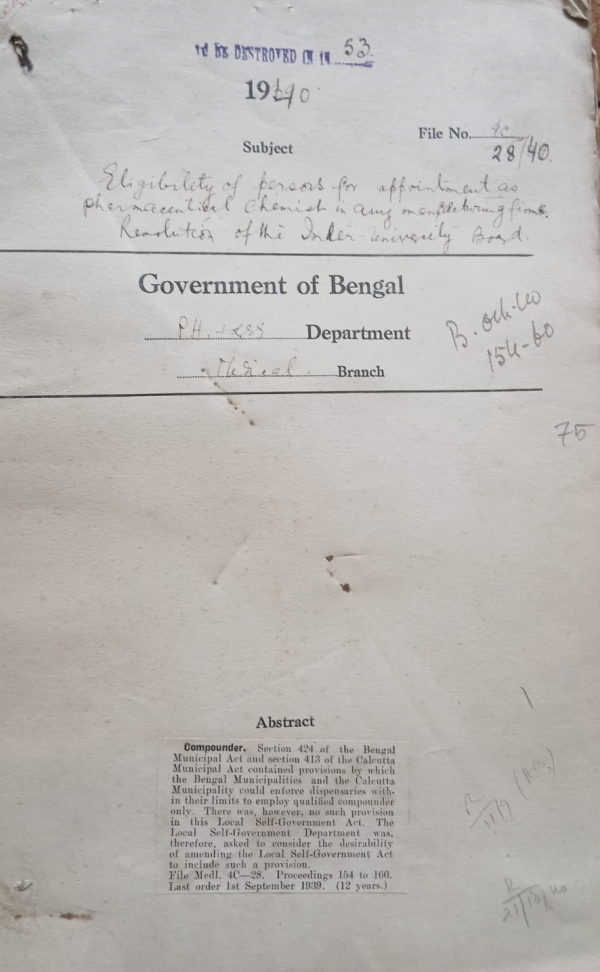 TO BE DESTROYED IN 19 53.
1940
File No. 4C
28/40.
Subject
Eligibility of persons for appointment as
pharmaceutical Chemist in any manufacturing firms.
Resolution of the Inter-University Board.
Government of Bengal
P.H. & LSG Department
Medical Branch
B. Oct-40
154-60
75
Abstract
Compounder. Section 424 of the Bengal
Municipal Act and section 413 of the Calcutta
Municipal Act contained provisions by which
the Bengal Municipalities and the Calcutta
Municipality could enforce dispensaries with-
in their limits to employ qualified compounder
only. There was, however, no such provision
in this Local Self-Government Act. The
Local Self-Government Department was,
therefore, asked to consider the desirability
of amending the Local Self-Government Act
to include such a provision.
File Medl. 4C—28. Proceedings 154 to 160.
Last order 1st September 1939. (12 years.)